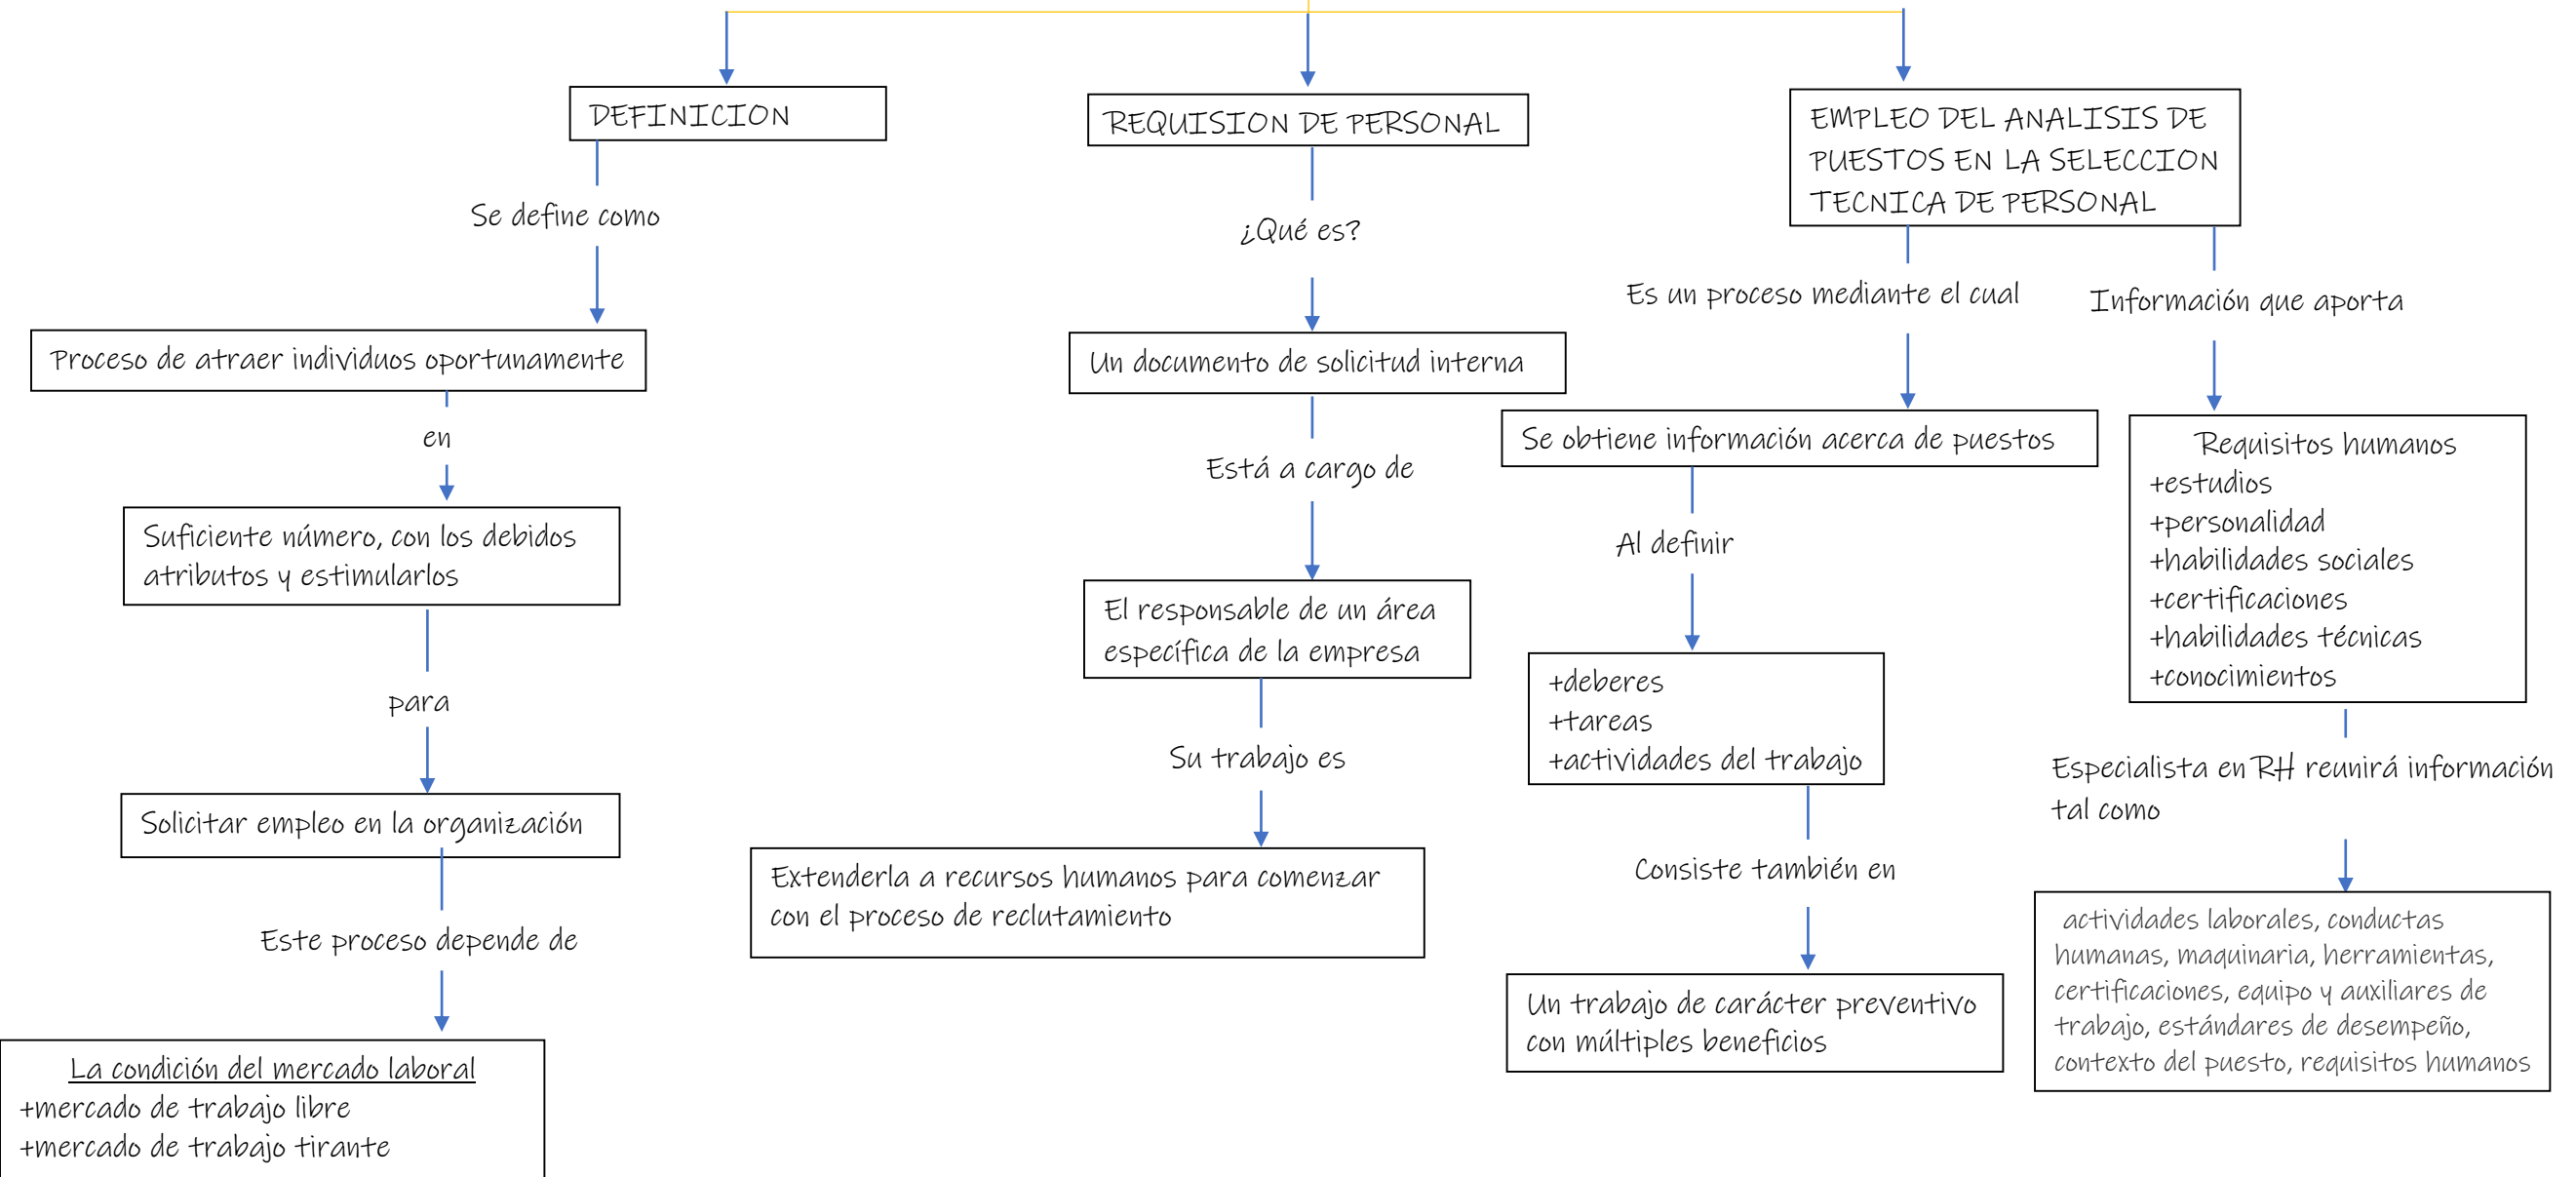 DEFINICION
Se define como
Proceso de atraer individuos oportunamente
en
Suficiente número, con los debidos
atributos y estimularlos
para
Solicitar empleo en la organización
Este proceso depende de
La condición del mercado laboral
+mercado de trabajo libre
+mercado de trabajo tirante
REQUISION DE PERSONAL
¿Qué es?
Un documento de solicitud interna
Está a cargo de
El responsable de un área
específica de la empresa
Su trabajo es
Extenderla a recursos humanos para comenzar
con el proceso de reclutamiento
EMPLEO DEL ANALISIS DE
PUESTOS EN LA SELECCION
TECNICA DE PERSONAL
Es un proceso mediante el cual
Se obtiene información acerca de puestos
Al definir
+deberes
+tareas
+actividades del trabajo
Consiste también en
Un trabajo de carácter preventivo
con múltiples beneficios
Información que aporta
Requisitos humanos
+estudios
+personalidad
+habilidades sociales
+certificaciones
+habilidades técnicas
+conocimientos
Especialista en RH reunirá información
tal como
actividades laborales, conductas
humanas, maquinaria, herramientas,
certificaciones, equipo y auxiliares de
trabajo, estándares de desempeño,
contexto del puesto, requisitos humanos